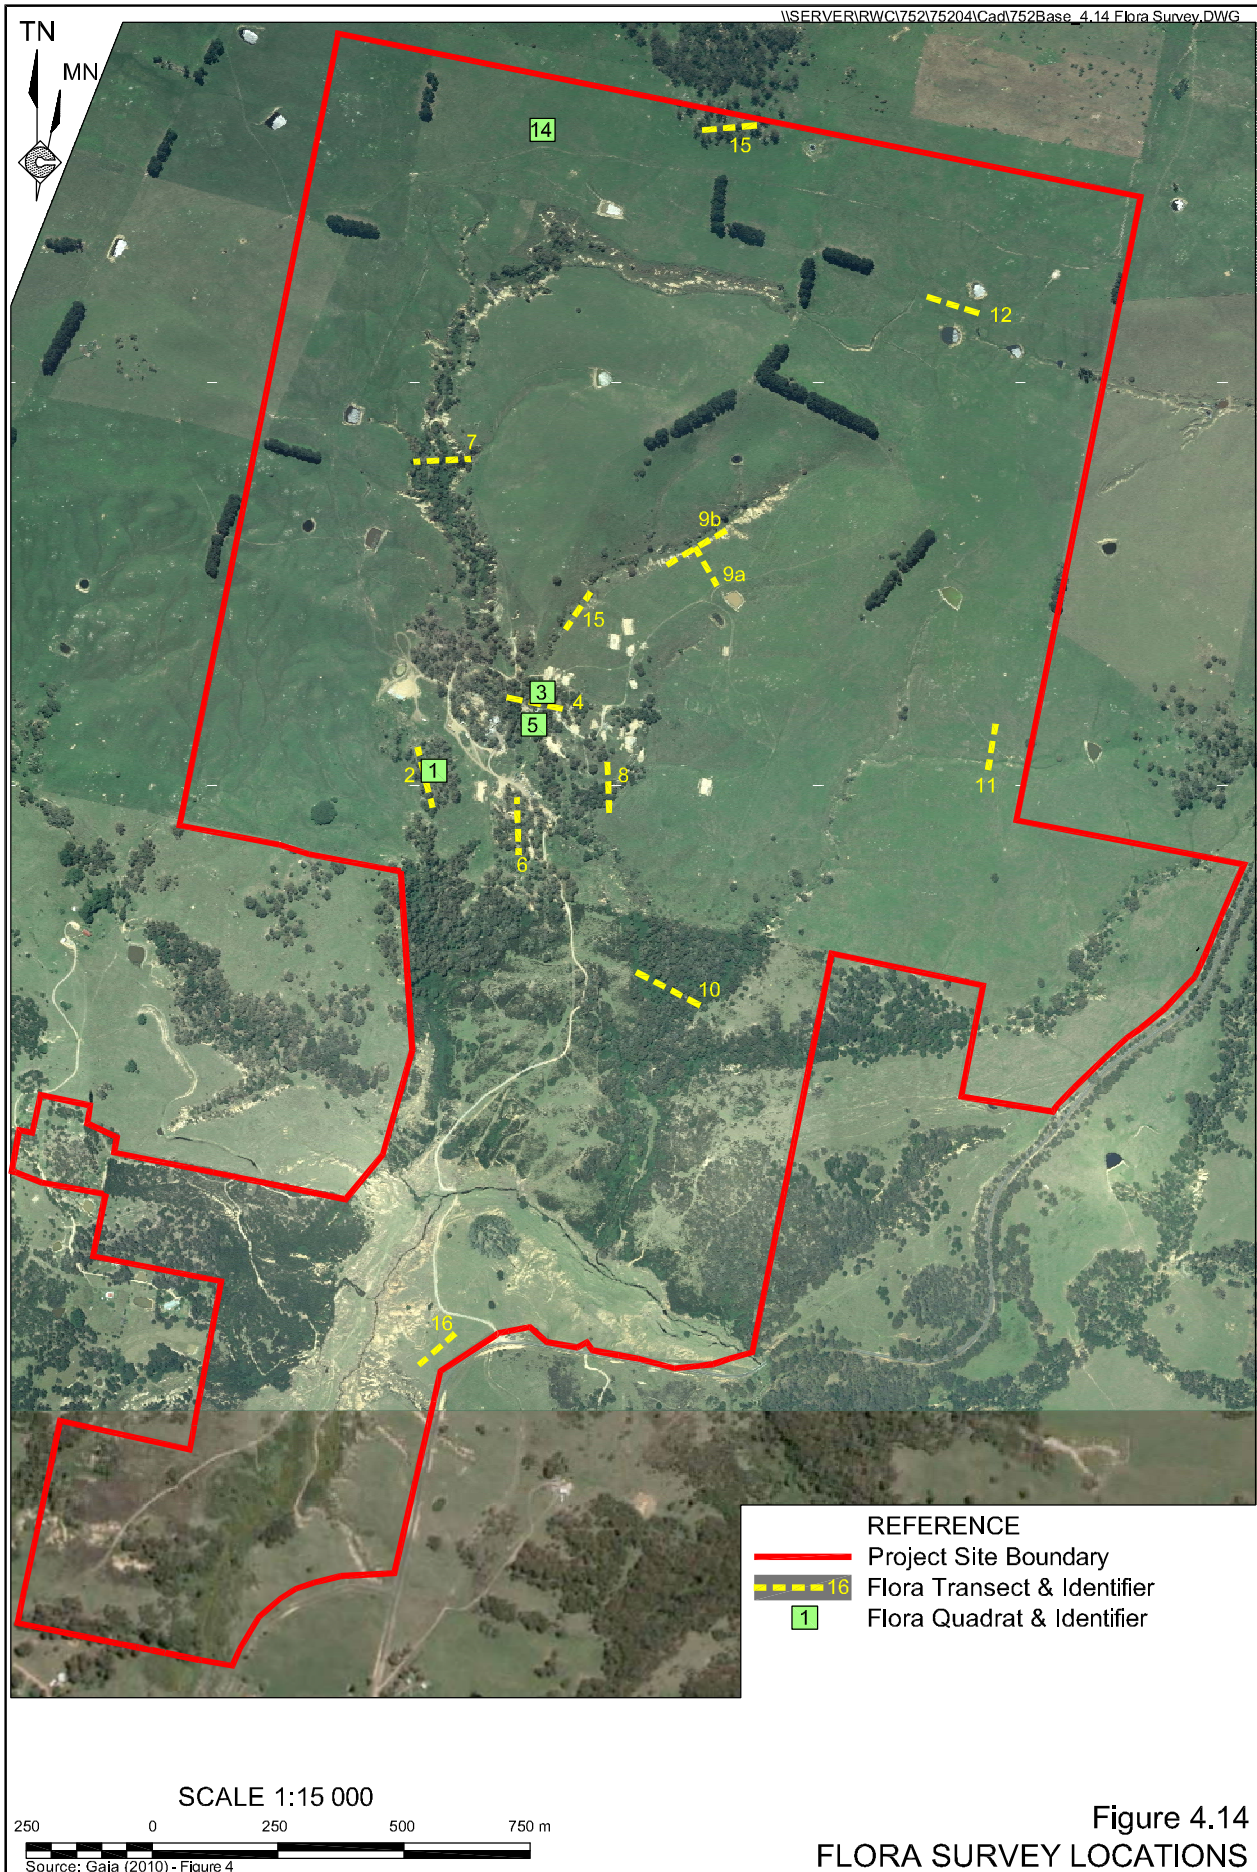 \\SERVER\RWC\752\75204\Cad\752Base_4.14 Flora Survey.DWG
TN
MN
14
15
12
7
9b
9a
15
3
4
5
2
1
8
11
6
10
16
REFERENCE
Project Site Boundary
16 Flora Transect & Identifier
1 Flora Quadrat & Identifier
SCALE 1:15 000
250 0 250 500 750 m
Source: Gaia (2010) - Figure 4
Figure 4.14
FLORA SURVEY LOCATIONS